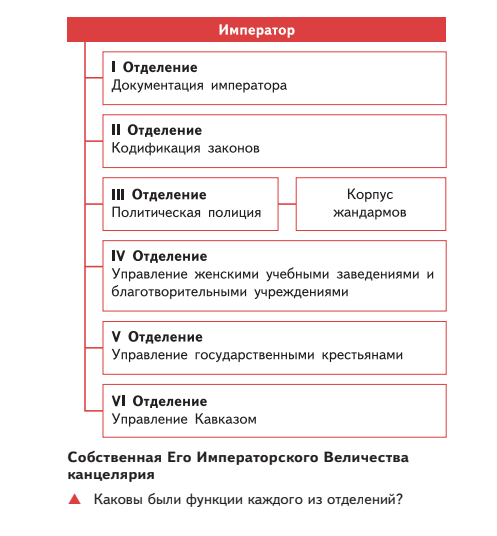 Император
I Отделение
Документация императора
II Отделение
Кодификация законов
III Отделение
Политическая полиция
Корпус
жандармов
IV Отделение
Управление женскими учебными заведениями и
благотворительными учреждениями
V Отделение
Управление государственными крестьянами
VI Отделение
Управление Кавказом
Собственная Его Императорского Величества
канцелярия
Каковы были функции каждого из отделений?